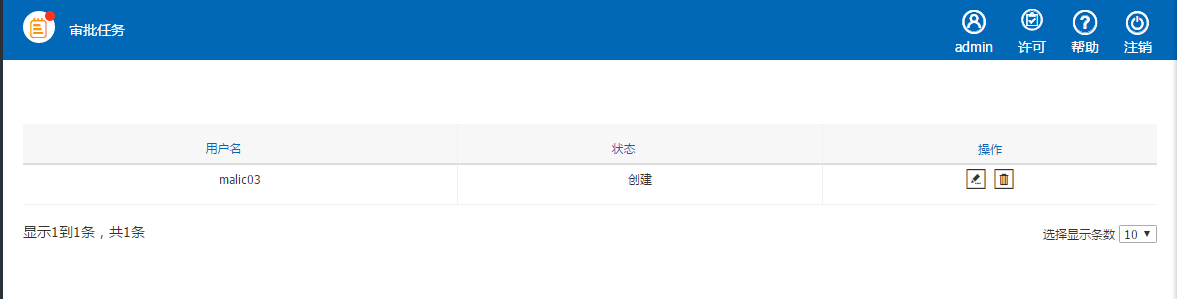 审批任务
admin 许可 帮助 注销
用户名 状态 操作
malic03 创建
显示1到1条，共1条
选择显示条数 10